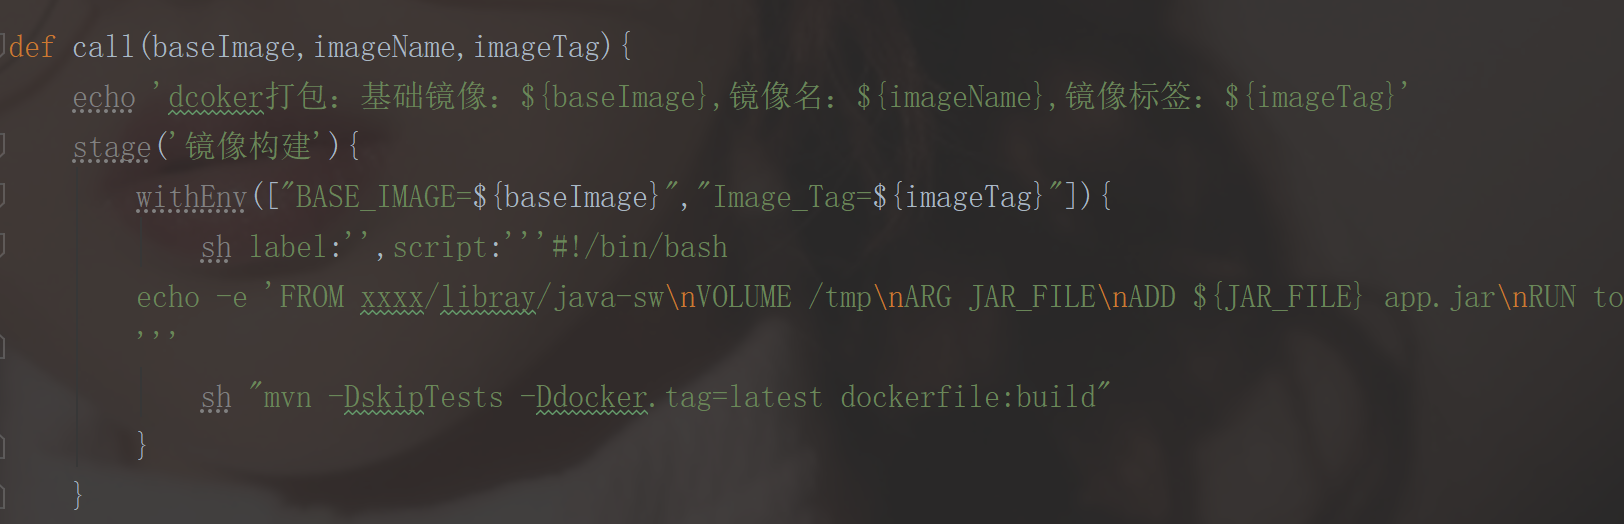 def call(baseImage,imageName,imageTag){
echo 'dcoker打包：基础镜像：${baseImage},镜像名：${imageName},镜像标签：${imageTag}'
stage('镜像构建'){
withEnv(["BASE_IMAGE=${baseImage}","Image_Tag=${imageTag}"]){
sh label:'',script:'''#!/bin/bash
echo -e 'FROM xxxx/libray/java-sw\nVOLUME /tmp\nARG JAR_FILE\nADD ${JAR_FILE} app.jar\nRUN to
'''
sh "mvn -DskipTests -Ddocker.tag=latest dockerfile:build"
}
}